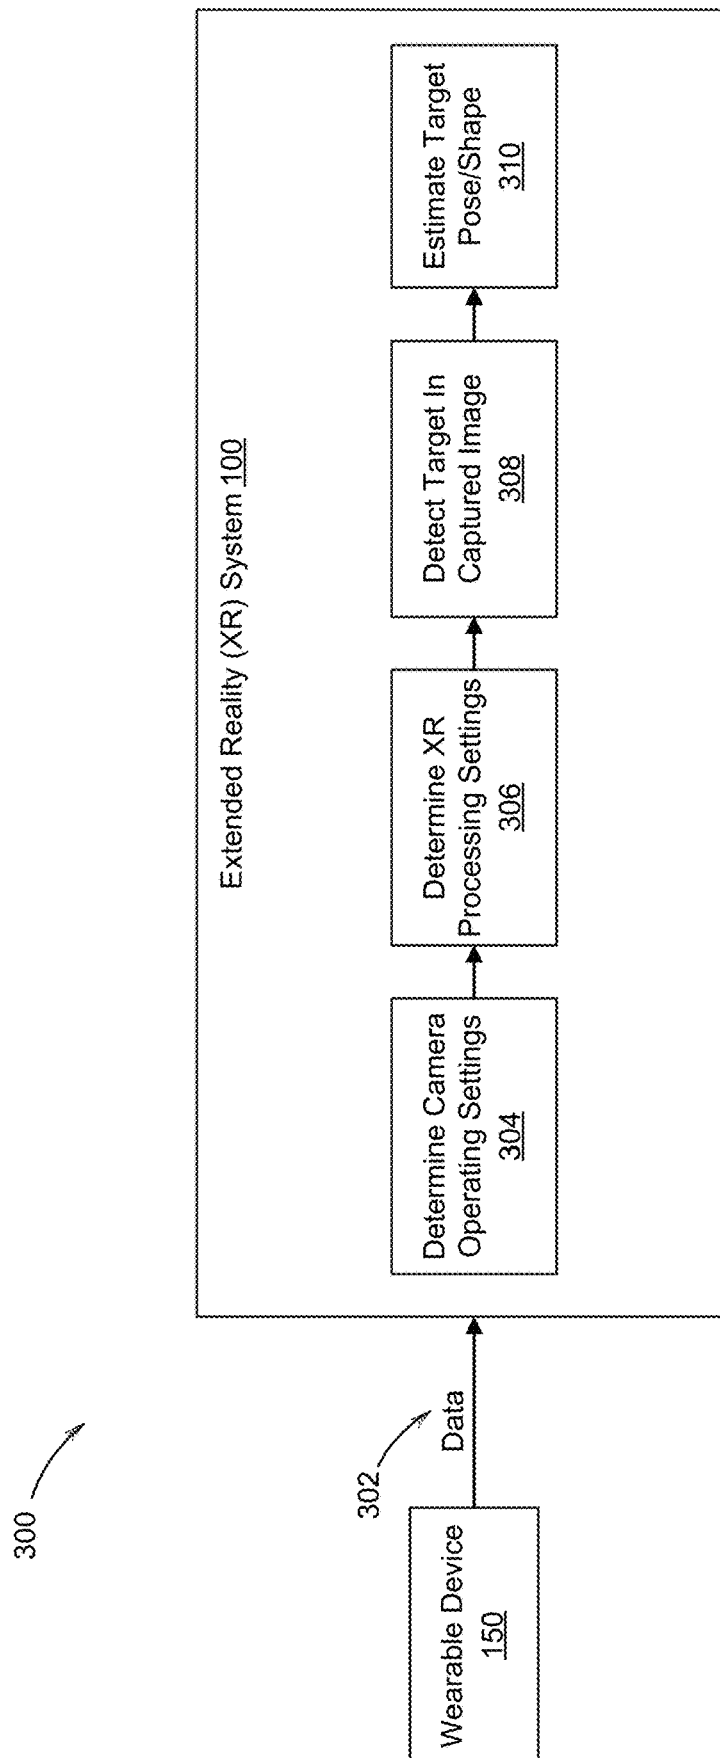 300
Wearable Device
150
302
Data
Extended Reality (XR) System 100
Determine Camera
Operating Settings
304
Determine XR
Processing Settings
306
Detect Target In
Captured Image
308
Estimate Target
Pose/Shape
310